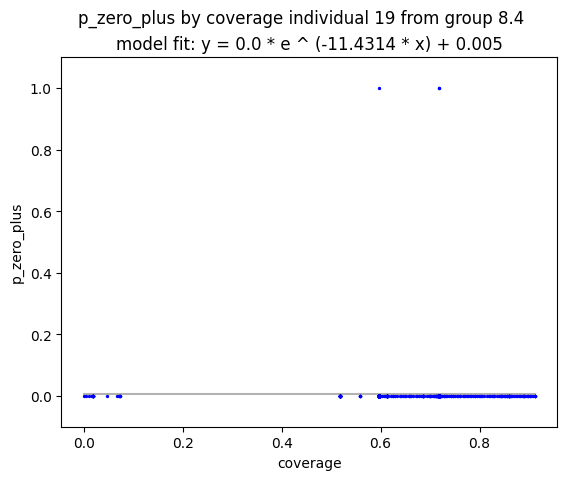 p_zero_plus by coverage individual 19 from group 8.4
model fit: y = 0.0 * e ^ (-11.4314 * x) + 0.005
1.0
0.8
0.6
0.4
0.2
0.0
p_zero_plus
0.0 0.2 0.4 0.6 0.8
coverage